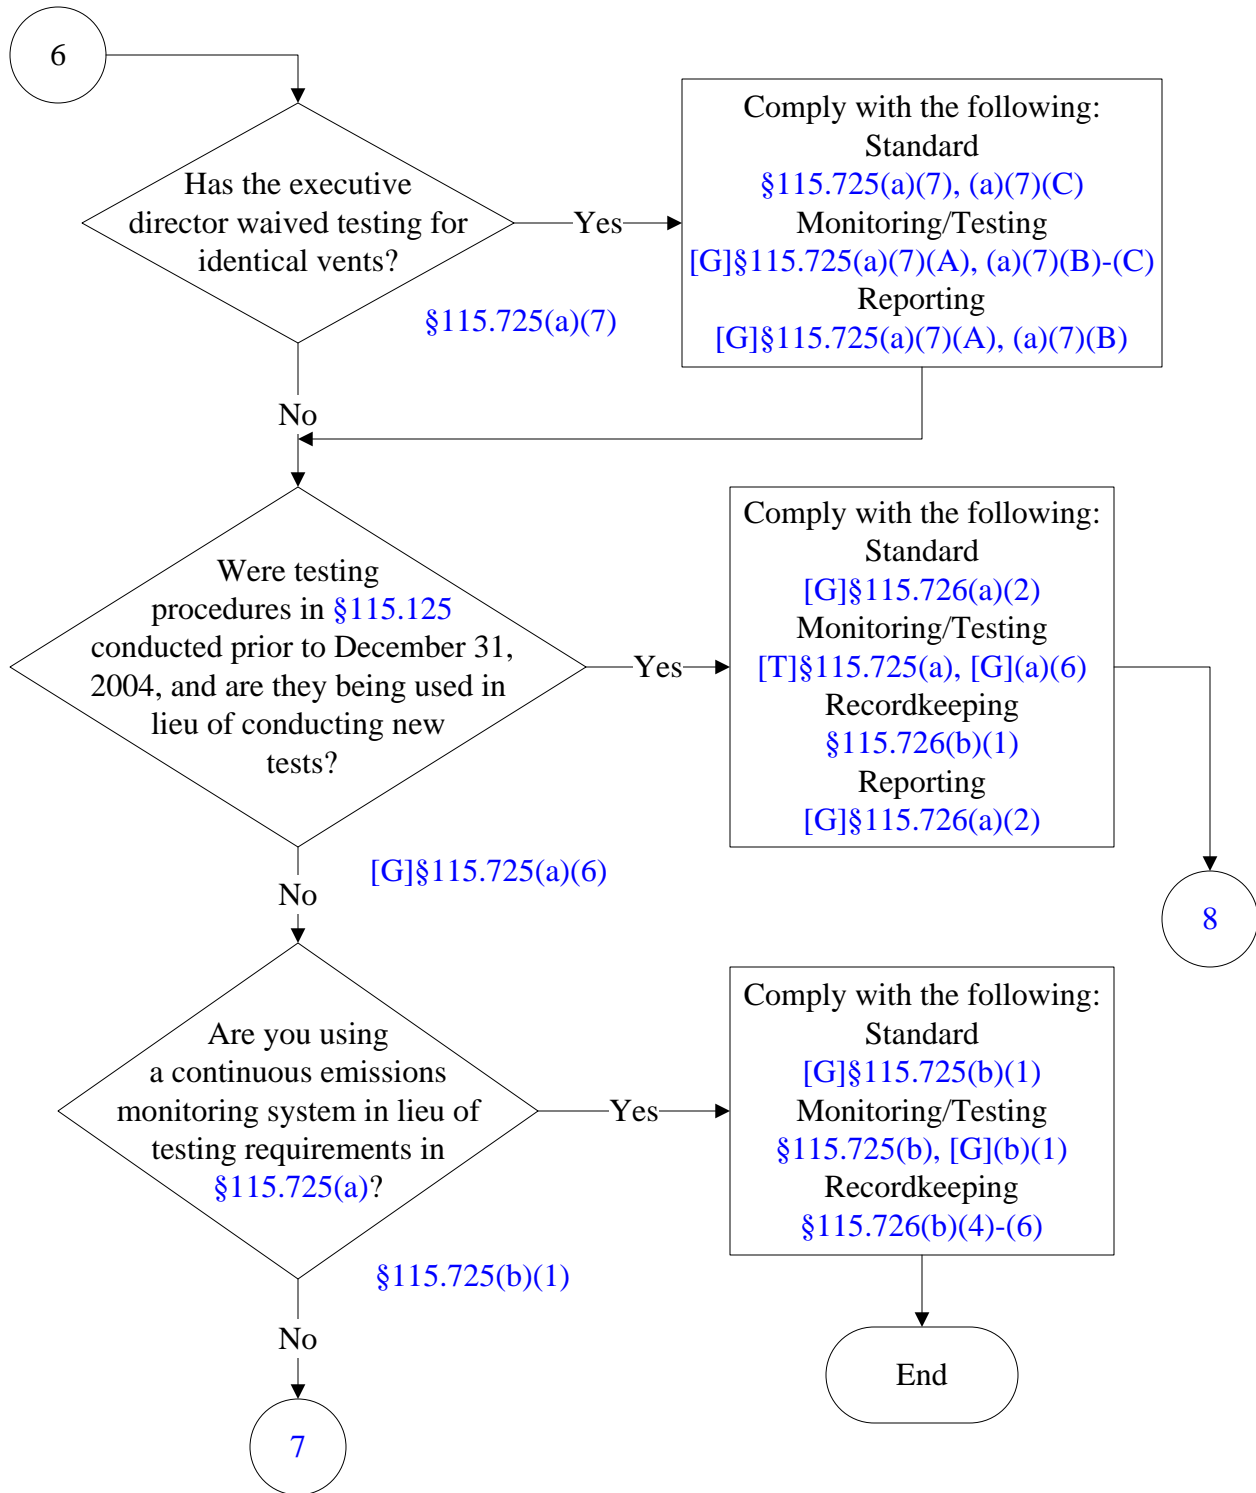 6
Has the executive
director waived testing for
identical vents?
Yes
§115.725(a)(7)
No
Comply with the following:
Standard
§115.725(a)(7), (a)(7)(C)
Monitoring/Testing
[G]§115.725(a)(7)(A), (a)(7)(B)-(C)
Reporting
[G]§115.725(a)(7)(A), (a)(7)(B)
Were testing
procedures in §115.125
conducted prior to December 31,
2004, and are they being used in
lieu of conducting new
tests?
Yes
[G]§115.725(a)(6)
No
Comply with the following:
Standard
[G]§115.726(a)(2)
Monitoring/Testing
[T]§115.725(a), [G](a)(6)
Recordkeeping
§115.726(b)(1)
Reporting
[G]§115.726(a)(2)
8
Are you using
a continuous emissions
monitoring system in lieu of
testing requirements in
§115.725(a)?
Yes
§115.725(b)(1)
No
Comply with the following:
Standard
[G]§115.725(b)(1)
Monitoring/Testing
§115.725(b), [G](b)(1)
Recordkeeping
§115.726(b)(4)-(6)
End
7